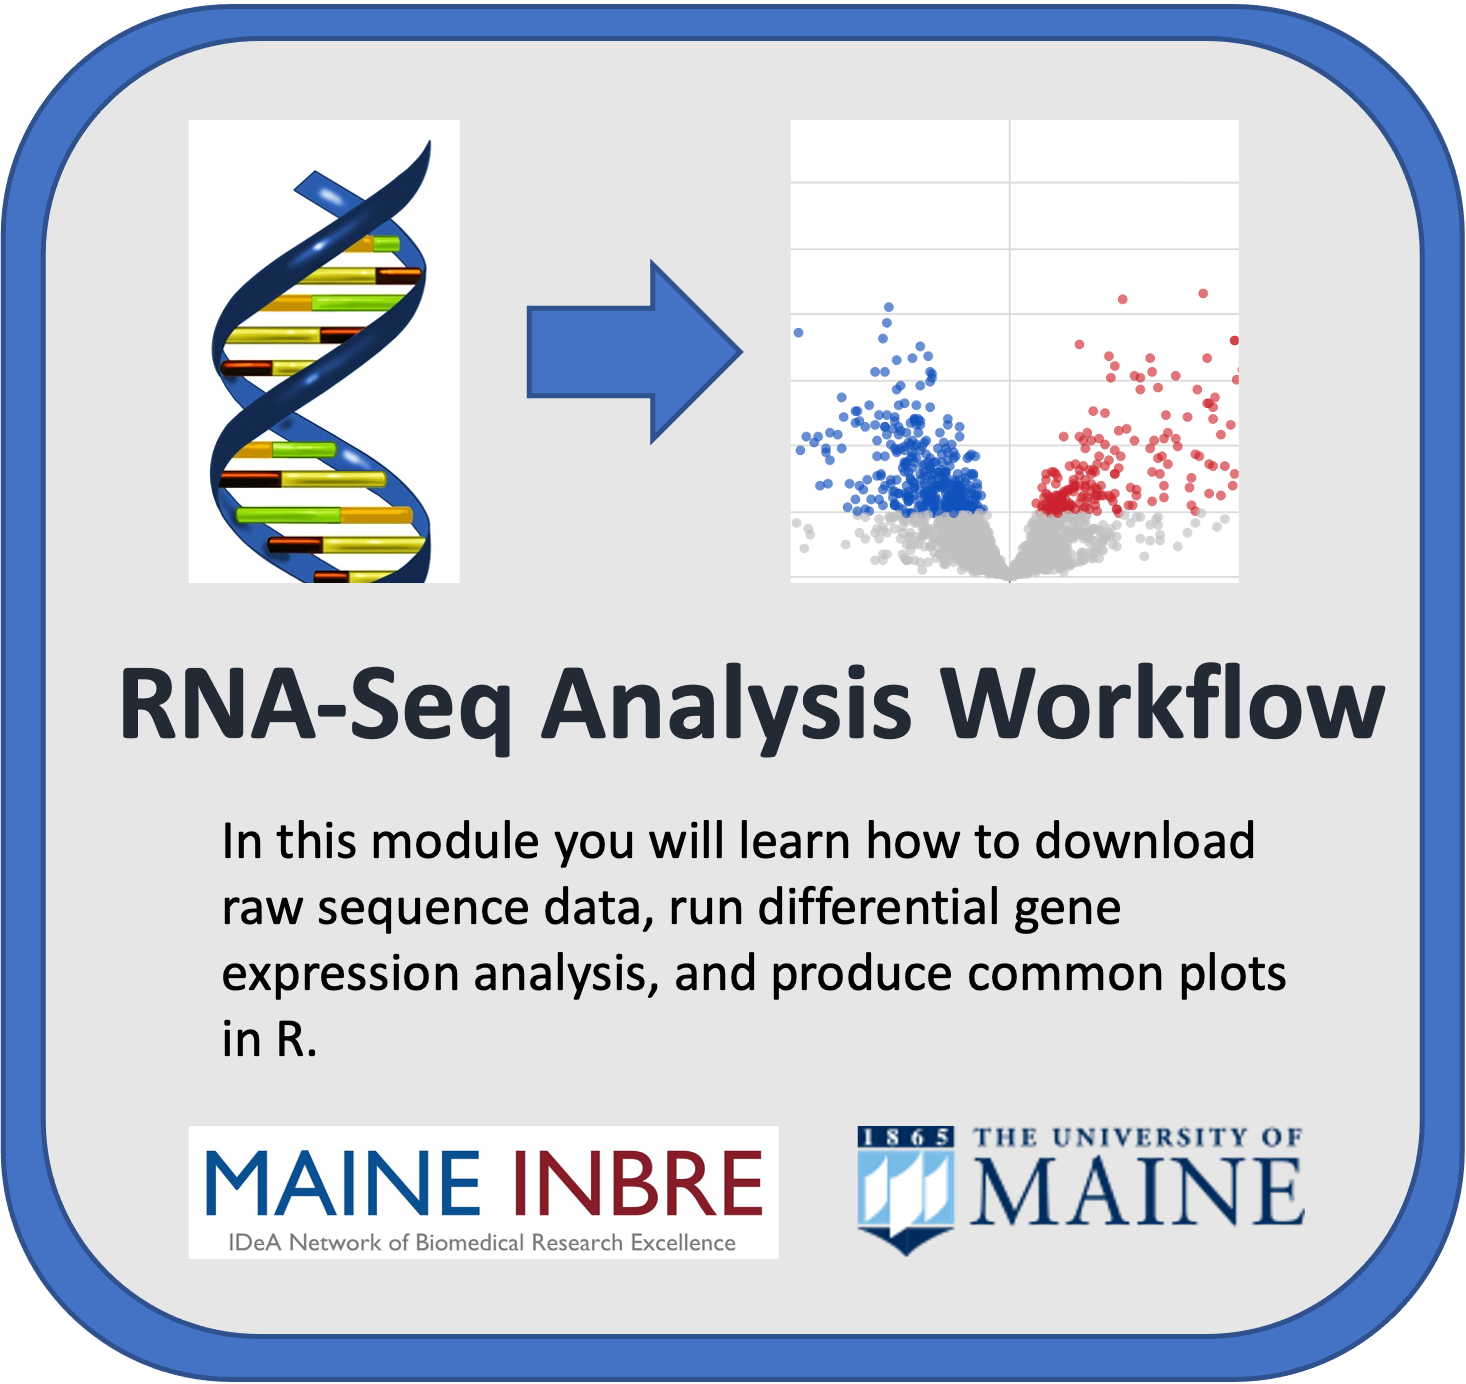 RNA-Seq Analysis Workflow
In this module you will learn how to download
raw sequence data, run differential gene
expression analysis, and produce common plots
in R.
MAINE INBRE
IDeA Network of Biomedical Research Excellence
1865
THE UNIVERSITY OF
MAINE